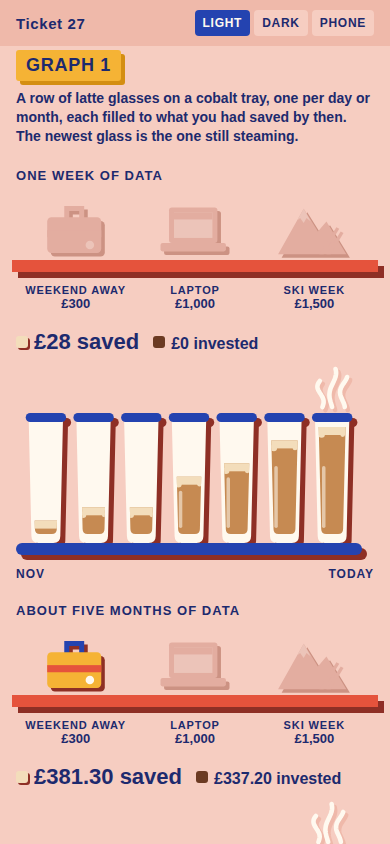 Ticket 27
LIGHT DARK PHONE
GRAPH 1
A row of latte glasses on a cobalt tray, one per day or
month, each filled to what you had saved by then.
The newest glass is the one still steaming.
ONE WEEK OF DATA
WEEKEND AWAY LAPTOP SKI WEEK
£300 £1,000 £1,500
£28 saved £0 invested
NOV TODAY
ABOUT FIVE MONTHS OF DATA
WEEKEND AWAY LAPTOP SKI WEEK
£300 £1,000 £1,500
£381.30 saved £337.20 invested